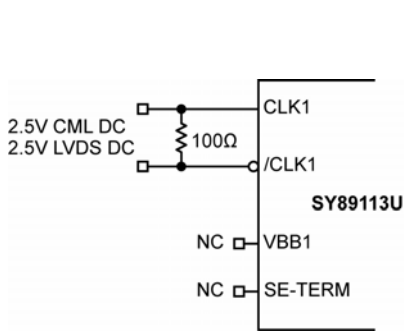 CLK1
2.5V CML DC
2.5V LVDS DC
100Ω
/CLK1
SY89113U
NC
VBB1
NC
SE-TERM